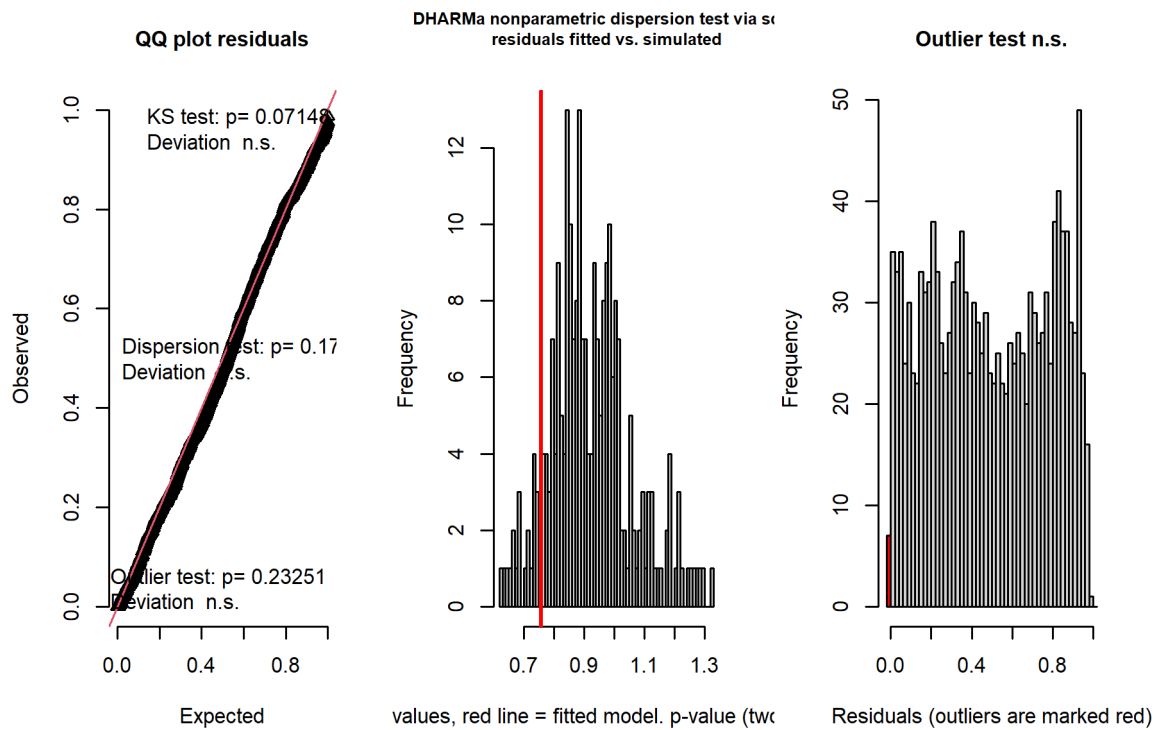 QQ plot residuals
KS test: p= 0.07148
Deviation n.s.
Dispersion test: p= 0.17
Deviation n.s.
Outlier test: p= 0.23251
Deviation n.s.
Observed
0.0
0.2
0.4
0.6
0.8
1.0
0.0 0.4 0.8
Expected
DHARMa nonparametric dispersion test via sd
residuals fitted vs. simulated
Frequency
0
2
4
6
8
10
12
0.7 0.9 1.1 1.3
values, red line = fitted model. p-value (two
Outlier test n.s.
Frequency
0
10
20
30
40
50
0.0 0.4 0.8
Residuals (outliers are marked red)